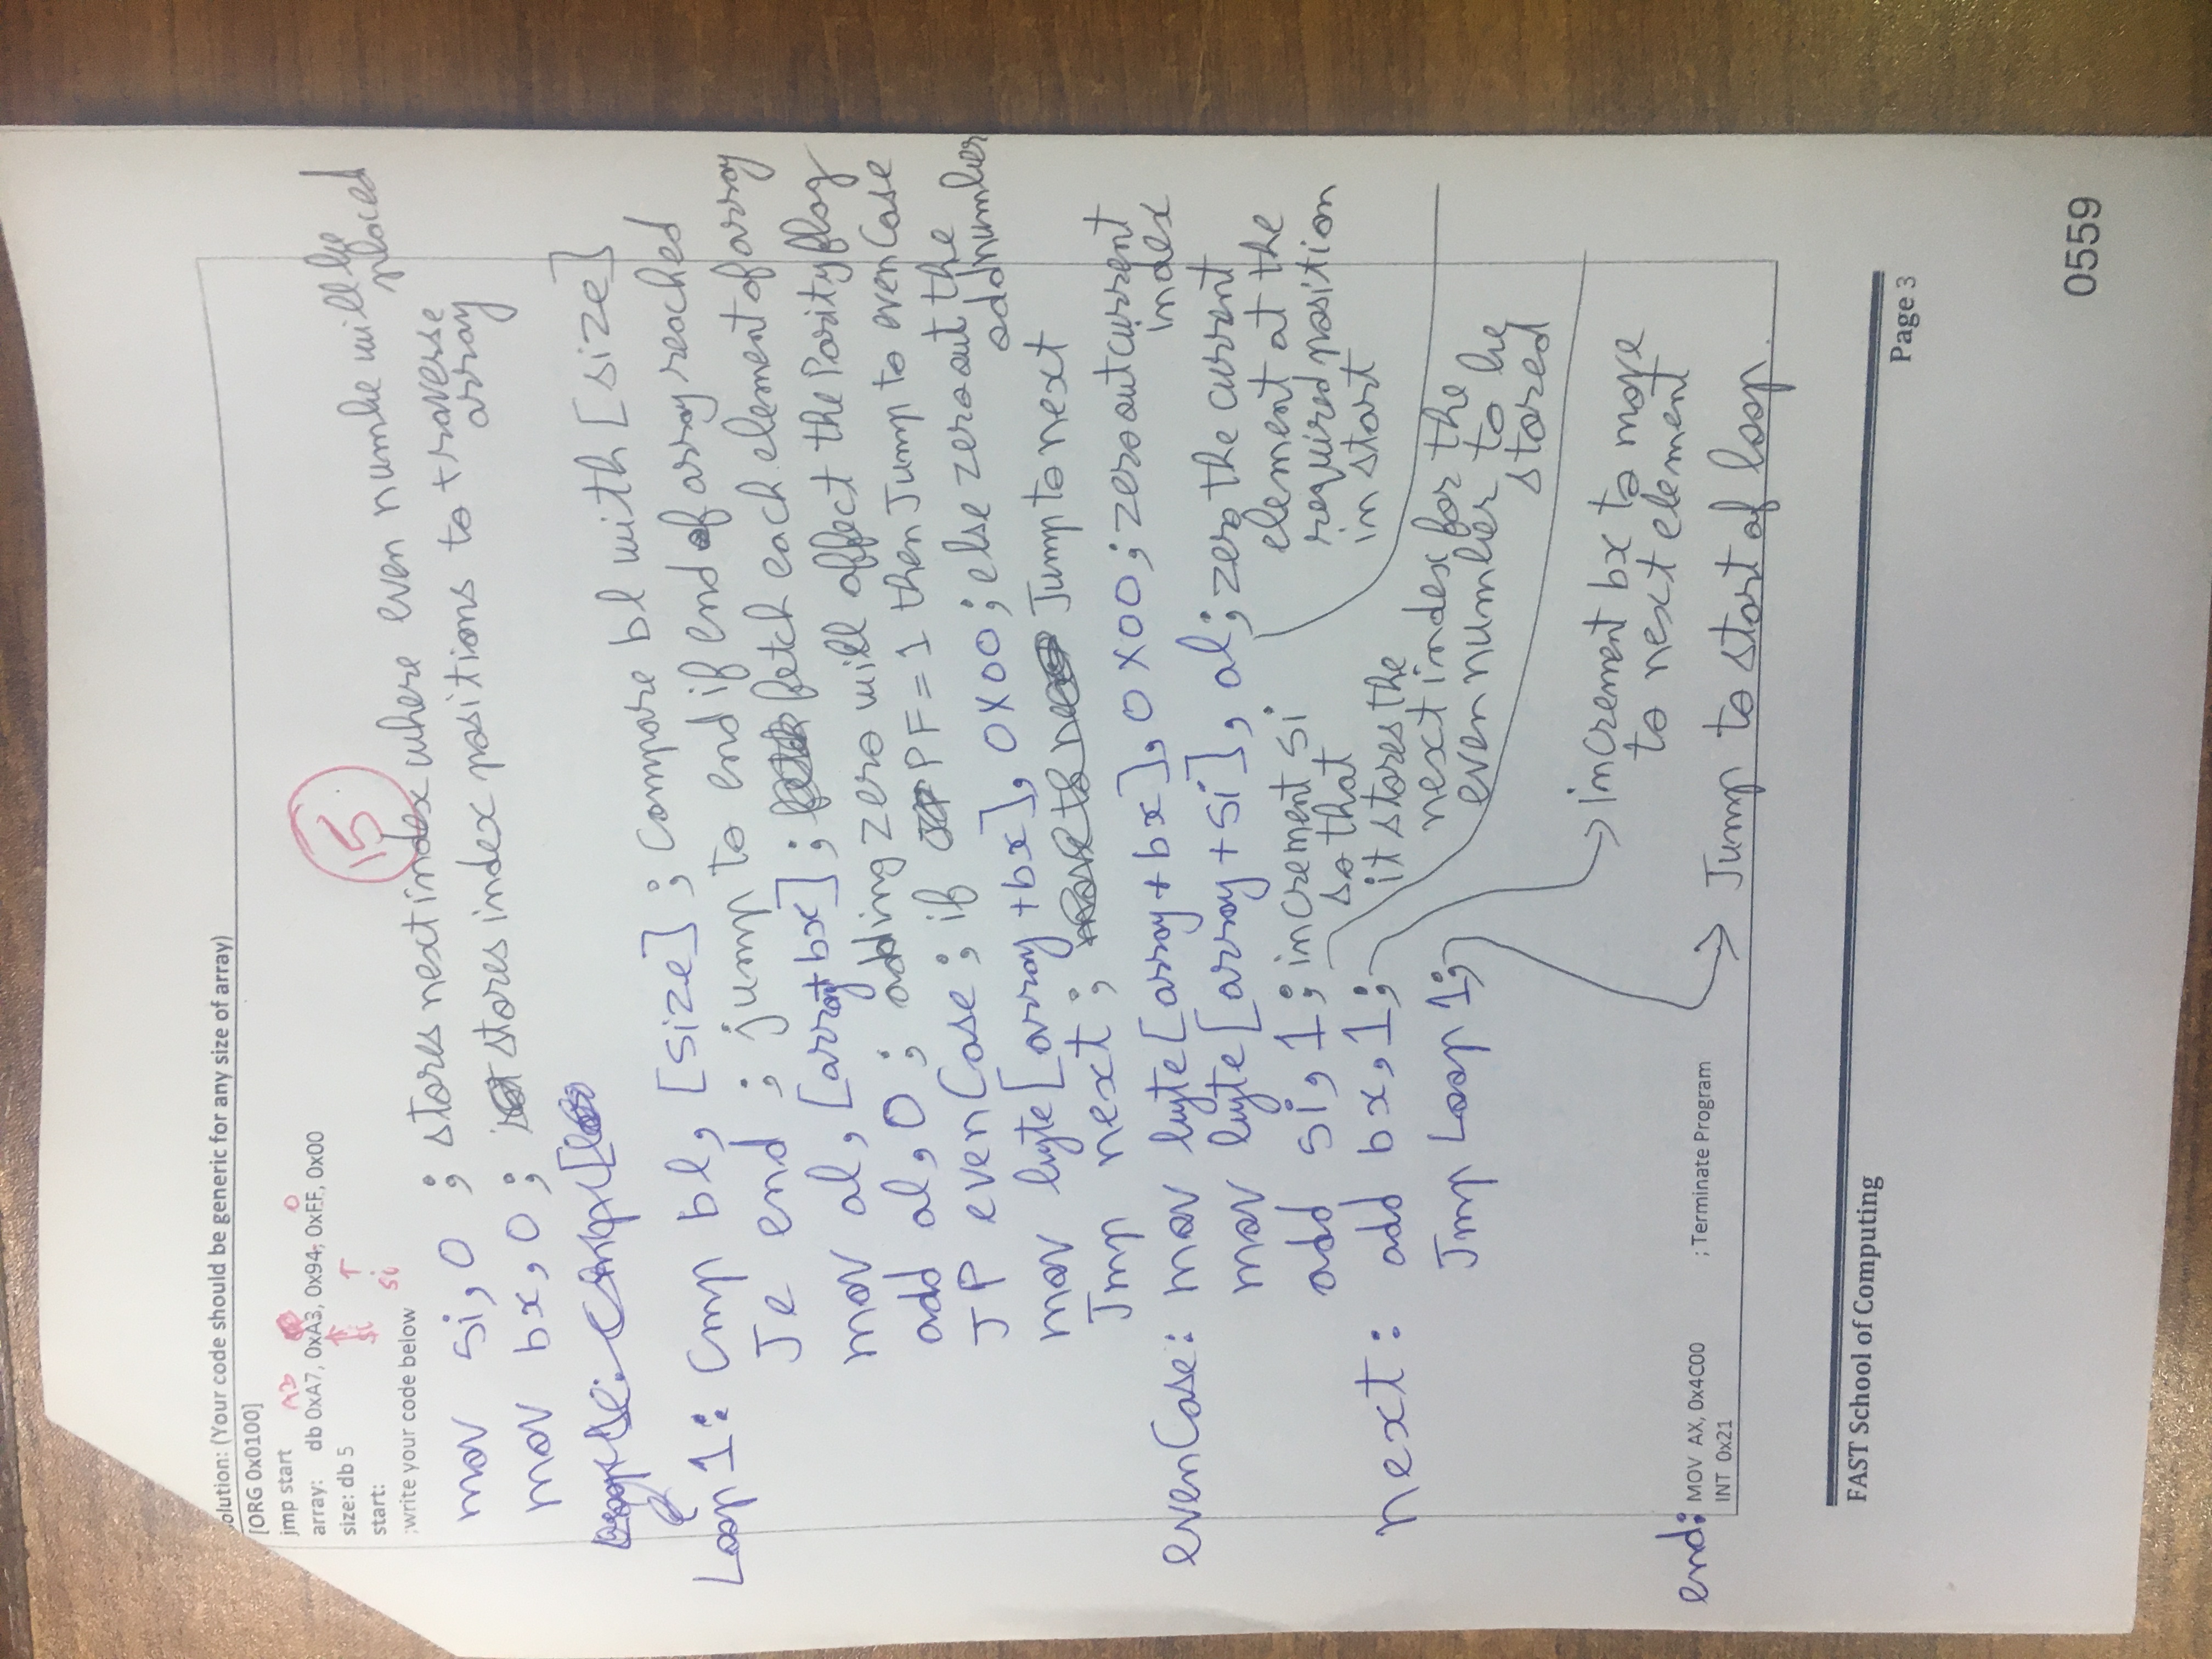 olution: (Your code should be generic for any size of array)
[ORG 0x0100]
jmp start
A3 0
array: db 0xA7, 0xA3, 0x94, 0xFF, 0x00
size: db 5
si
start:
si
15
;write your code below
mov si, 0 ; stores next index where even numbe will be placed
mov bx, 0 ; stores index positions to traverse array
Loop1: Cmp bl, [size] ; compare bl with [size]
Je end ; jump to end if end of array reached
mov al, [array+bx] ; fetch each element of array
add al, 0 ; adding zero will affect the Parity flag
JP evenCase ; if PF = 1 then Jump to evenCase
mov byte [array + bx], 0X00 ; else zero out the odd number
Jmp next ; Jump to next
evenCase: mov byte [array + bx], 0X00 ; zero out current index
mov byte [array + si], al ; zero the current
element at the
required position
in start
add si, 1 ; increment si
so that
it stores the
next index for the
even number to be
stored
next: add bx, 1 ;
Jmp Loop1 ;
increment bx to move
to next element
end: MOV AX, 0x4C00 ; Terminate Program
INT 0x21
Jump to start of loop.
FAST School of Computing
Page 3
0559